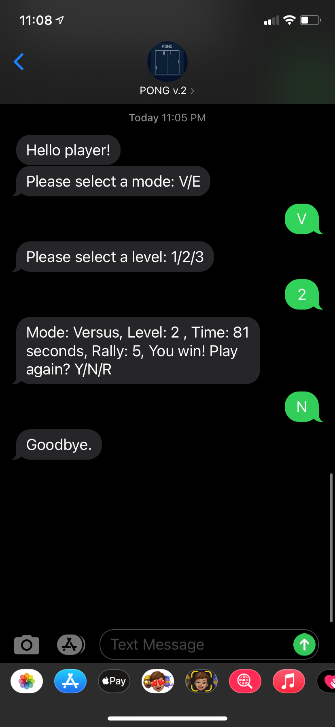 11:08
PONG
PONG v.2 >
Today 11:05 PM
Hello player!
Please select a mode: V/E
V
Please select a level: 1/2/3
2
Mode: Versus, Level: 2 , Time: 81
seconds, Rally: 5, You win! Play
again? Y/N/R
N
Goodbye.
Text Message
Pay